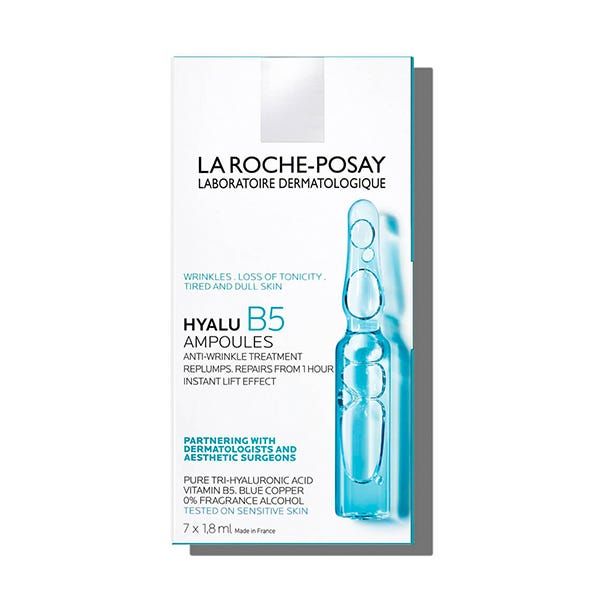 LA ROCHE-POSAY
LABORATOIRE DERMATOLOGIQUE
WRINKLES . LOSS OF TONICITY .
TIRED AND DULL SKIN
HYALU B5
AMPOULES
ANTI-WRINKLE TREATMENT
REPLUMPS. REPAIRS FROM 1 HOUR
INSTANT LIFT EFFECT
PARTNERING WITH
DERMATOLOGISTS AND
AESTHETIC SURGEONS
PURE TRI-HYALURONIC ACID
VITAMIN B5. BLUE COPPER
0% FRAGRANCE ALCOHOL
TESTED ON SENSITIVE SKIN
7 x 1,8 ml Made in France